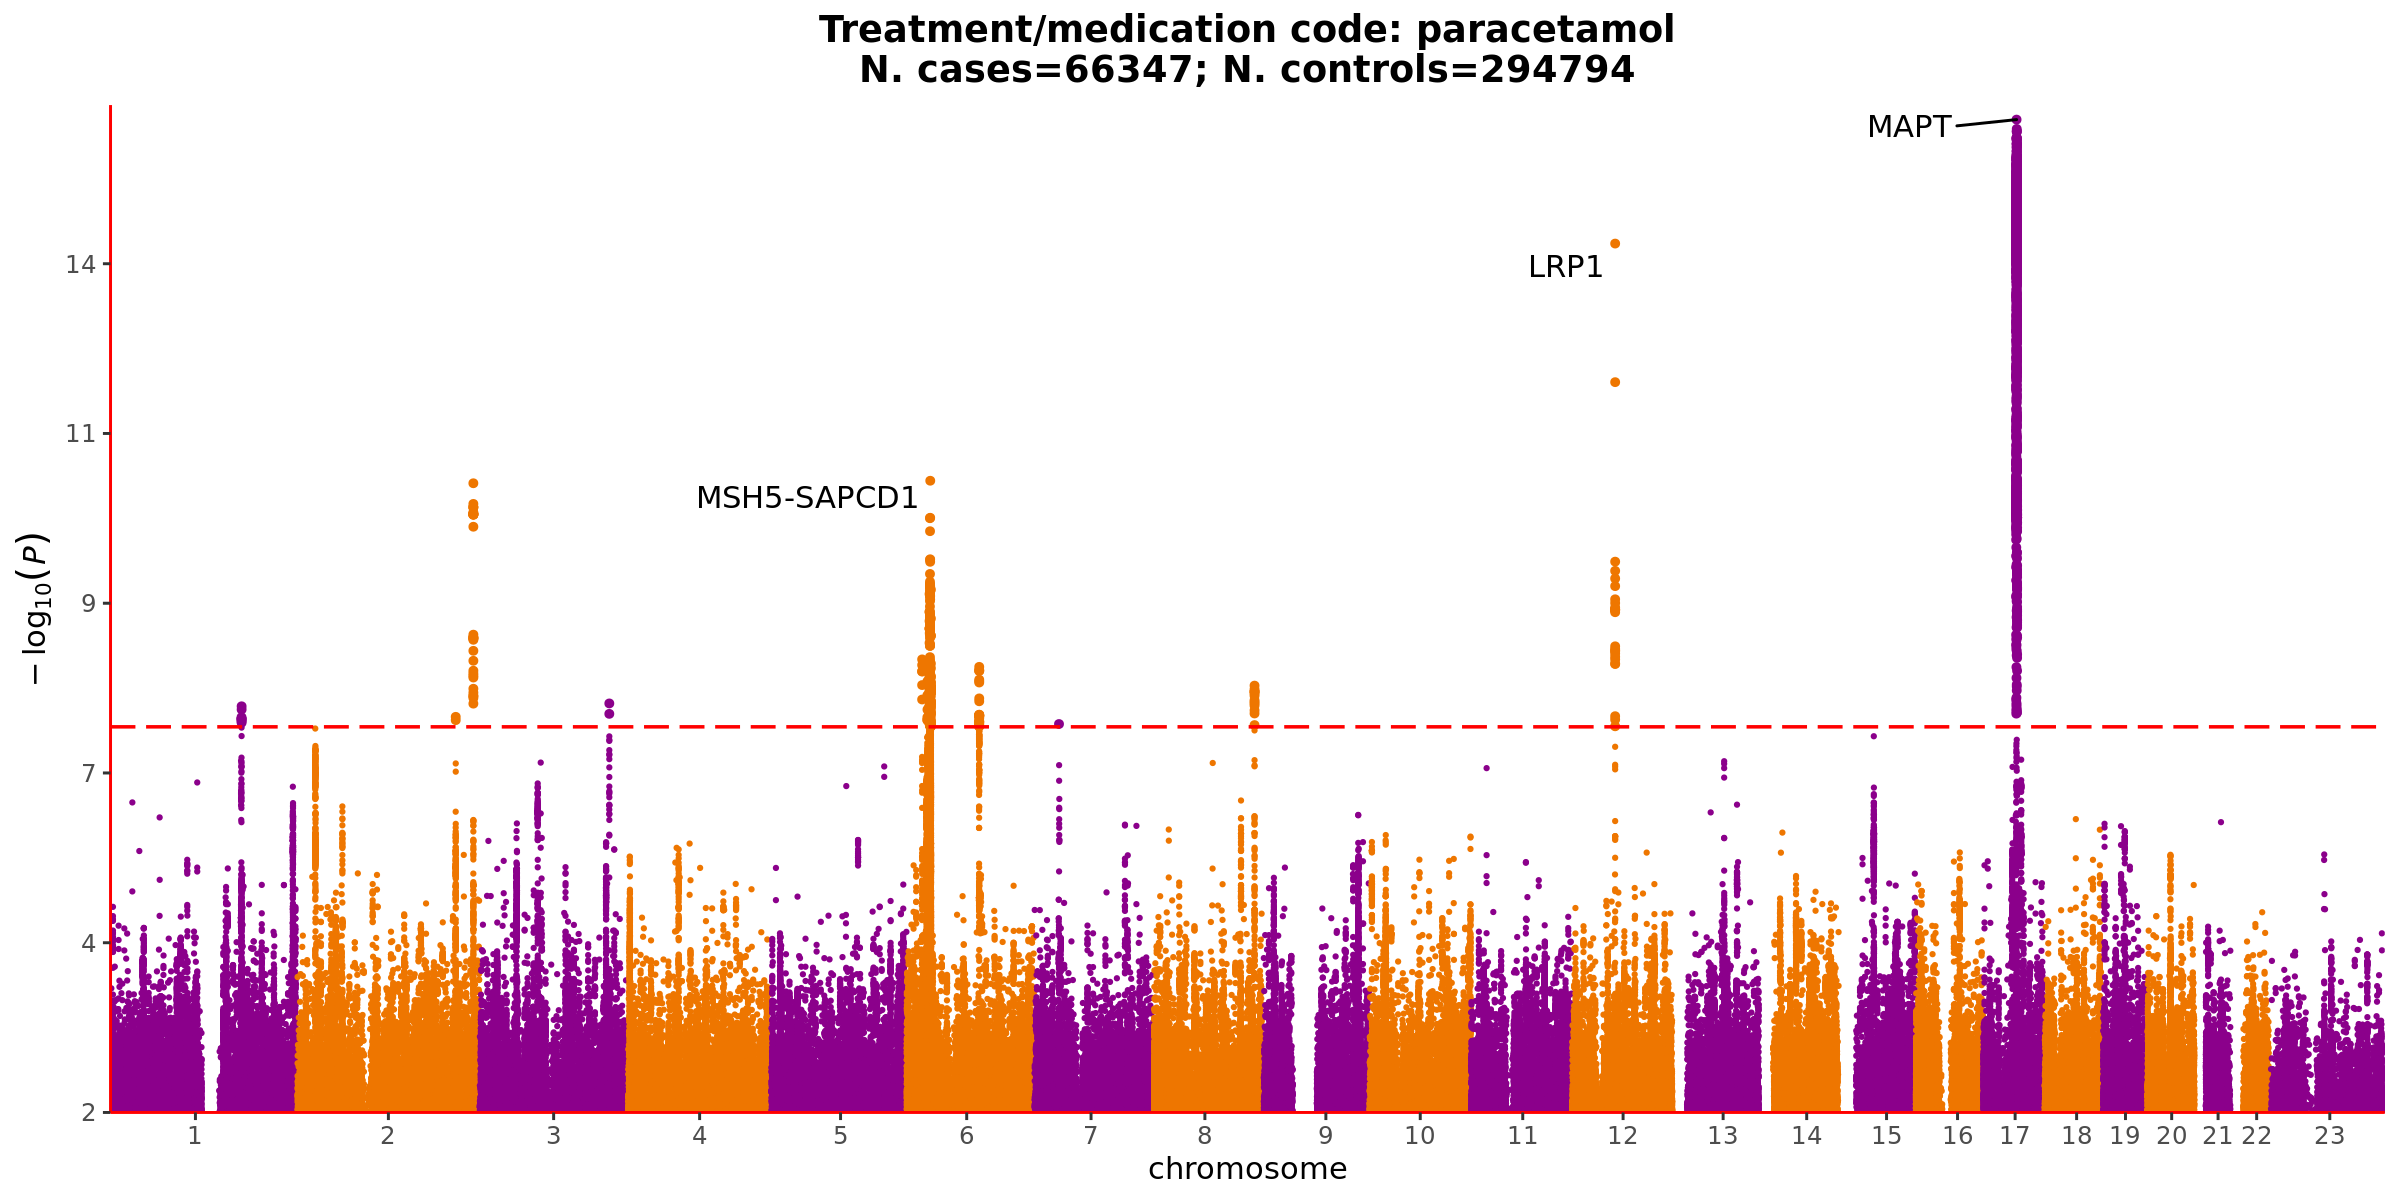 Treatment/medication code: paracetamol
N. cases=66347; N. controls=294794
MAPT
LRP1
MSH5-SAPCD1
14
11
9
7
4
2
−log₁₀(P)
1 2 3 4 5 6 7 8 9 10 11 12 13 14 15 16 17 18 19 20 21 22 23
chromosome